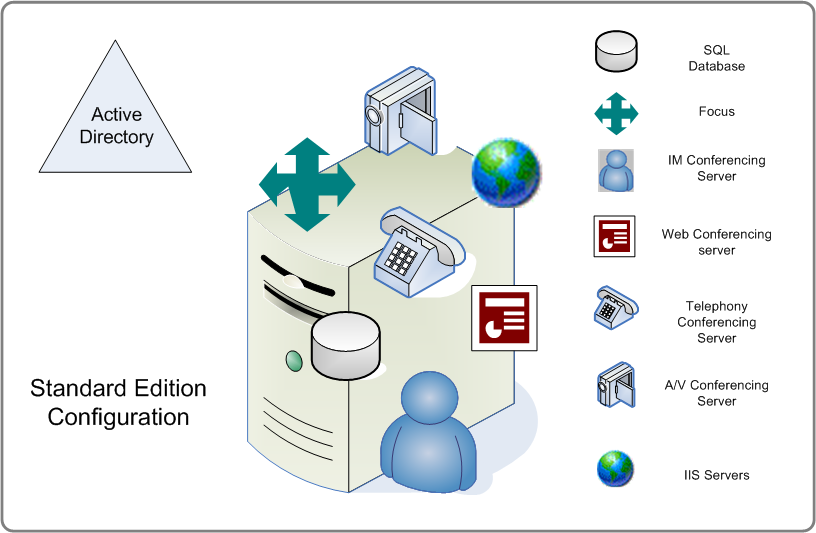 Active
Directory
Standard Edition
Configuration
SQL
Database
Focus
IM Conferencing
Server
Web Conferencing
server
Telephony
Conferencing
Server
A/V Conferencing
Server
IIS Servers